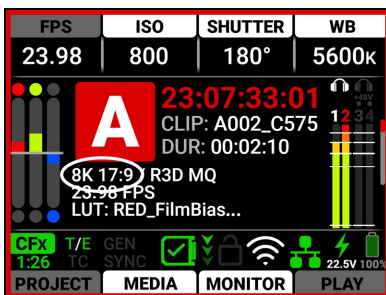 FPS ISO SHUTTER WB
23.98 800 180° 5600K
A
23:07:33:01
CLIP: A002_C575
DUR: 00:02:10
+48V
1 2 3 4
8K 17:9 / R3D MQ
23.98 FPS
LUT: RED_FilmBias...
CFx T/E GEN
1:26 TC SYNC
22.5V 100%
PROJECT MEDIA MONITOR PLAY